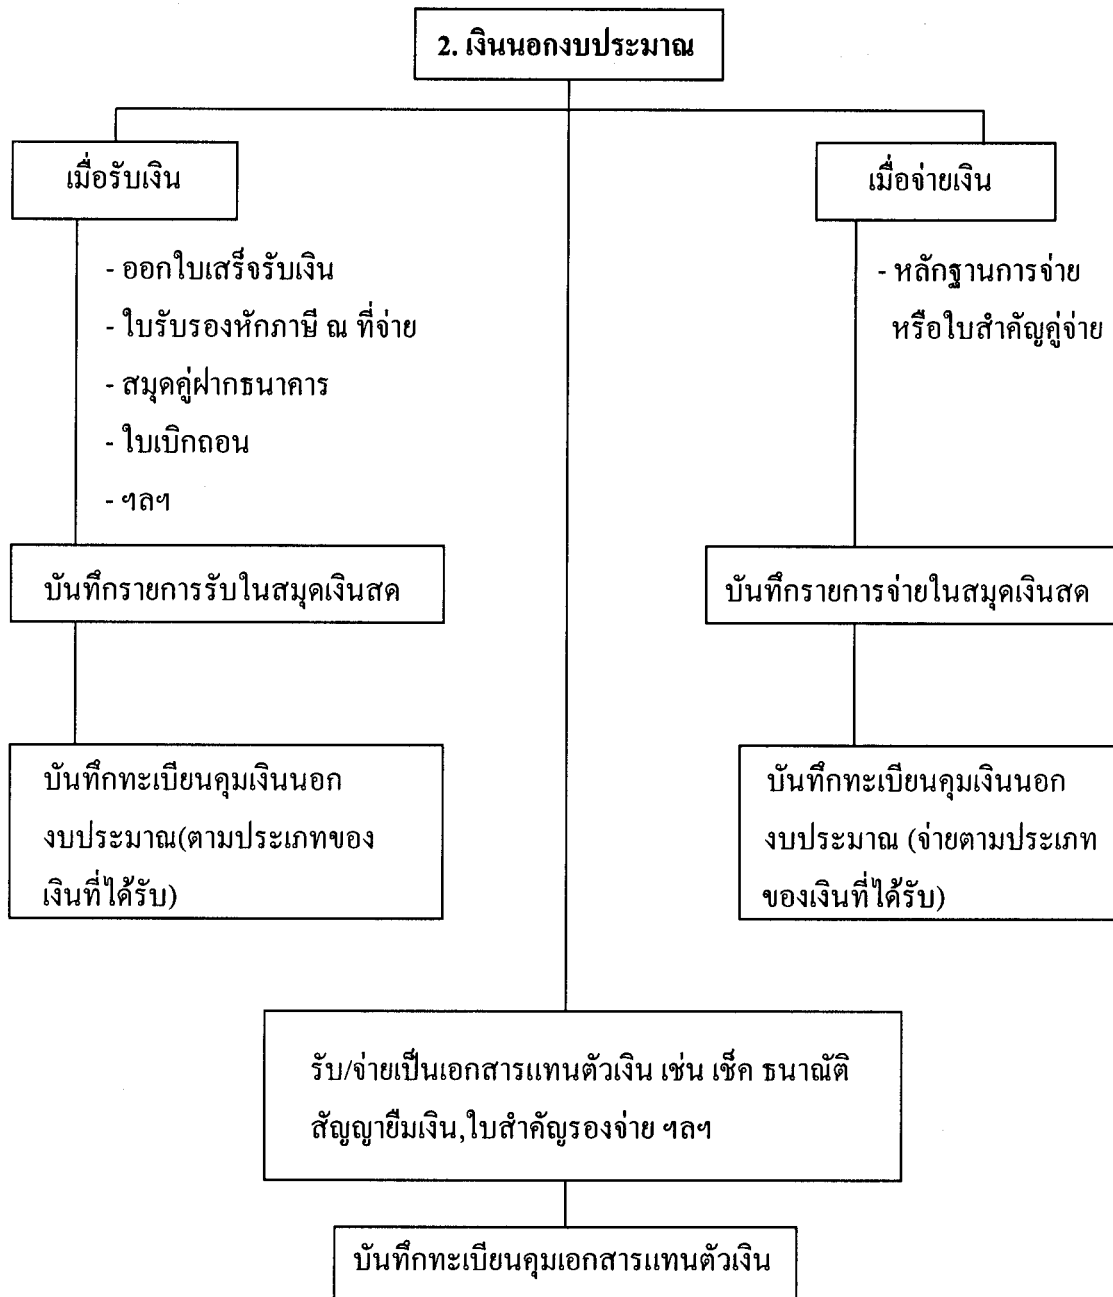 2. เงินนอกงบประมาณ
เมื่อรับเงิน
- ออกใบเสร็จรับเงิน
- ใบรับรองหักภาษี ณ ที่จ่าย
- สมุดคู่ฝากธนาคาร
- ใบเบิกถอน
- ฯลฯ
บันทึกรายการรับในสมุดเงินสด
บันทึกทะเบียนคุมเงินนอก
งบประมาณ(ตามประเภทของ
เงินที่ได้รับ)
เมื่อจ่ายเงิน
- หลักฐานการจ่าย
หรือใบสำคัญคู่จ่าย
บันทึกรายการจ่ายในสมุดเงินสด
บันทึกทะเบียนคุมเงินนอก
งบประมาณ (จ่ายตามประเภท
ของเงินที่ได้รับ)
รับ/จ่ายเป็นเอกสารแทนตัวเงิน เช่น เช็ค ธนาณัติ
สัญญายืมเงิน,ใบสำคัญรองจ่าย ฯลฯ
บันทึกทะเบียนคุมเอกสารแทนตัวเงิน